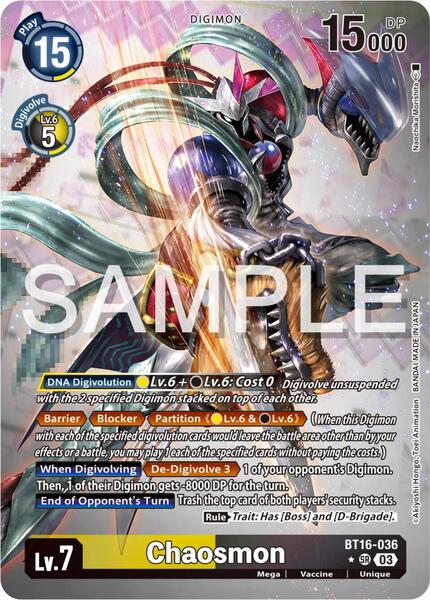 DIGIMON
Play
15
DP
15000
Digivolve
Lv.6
5
Naochika Morishita
SAMPLE
DNA Digivolution Lv.6 + Lv.6: Cost 0 Digivolve unsuspended
with the 2 specified Digimon stacked on top of each other.
Barrier Blocker Partition (Lv.6 & Lv.6) (When this Digimon
with each of the specified digivolution cards would leave the battle area other than by your
effects or a battle, you may play 1 each of the specified cards without paying the costs.)
When Digivolving De-Digivolve 3 1 of your opponent's Digimon.
Then, 1 of their Digimon gets -8000 DP for the turn.
End of Opponent's Turn Trash the top card of both players' security stacks.
Rule Trait: Has [Boss] and [D-Brigade].
©Akiyoshi Hongo, Toei Animation BANDAI MADE IN JAPAN
Lv.7
Chaosmon
BT16-036
SR 03
Mega | Vaccine | Unique